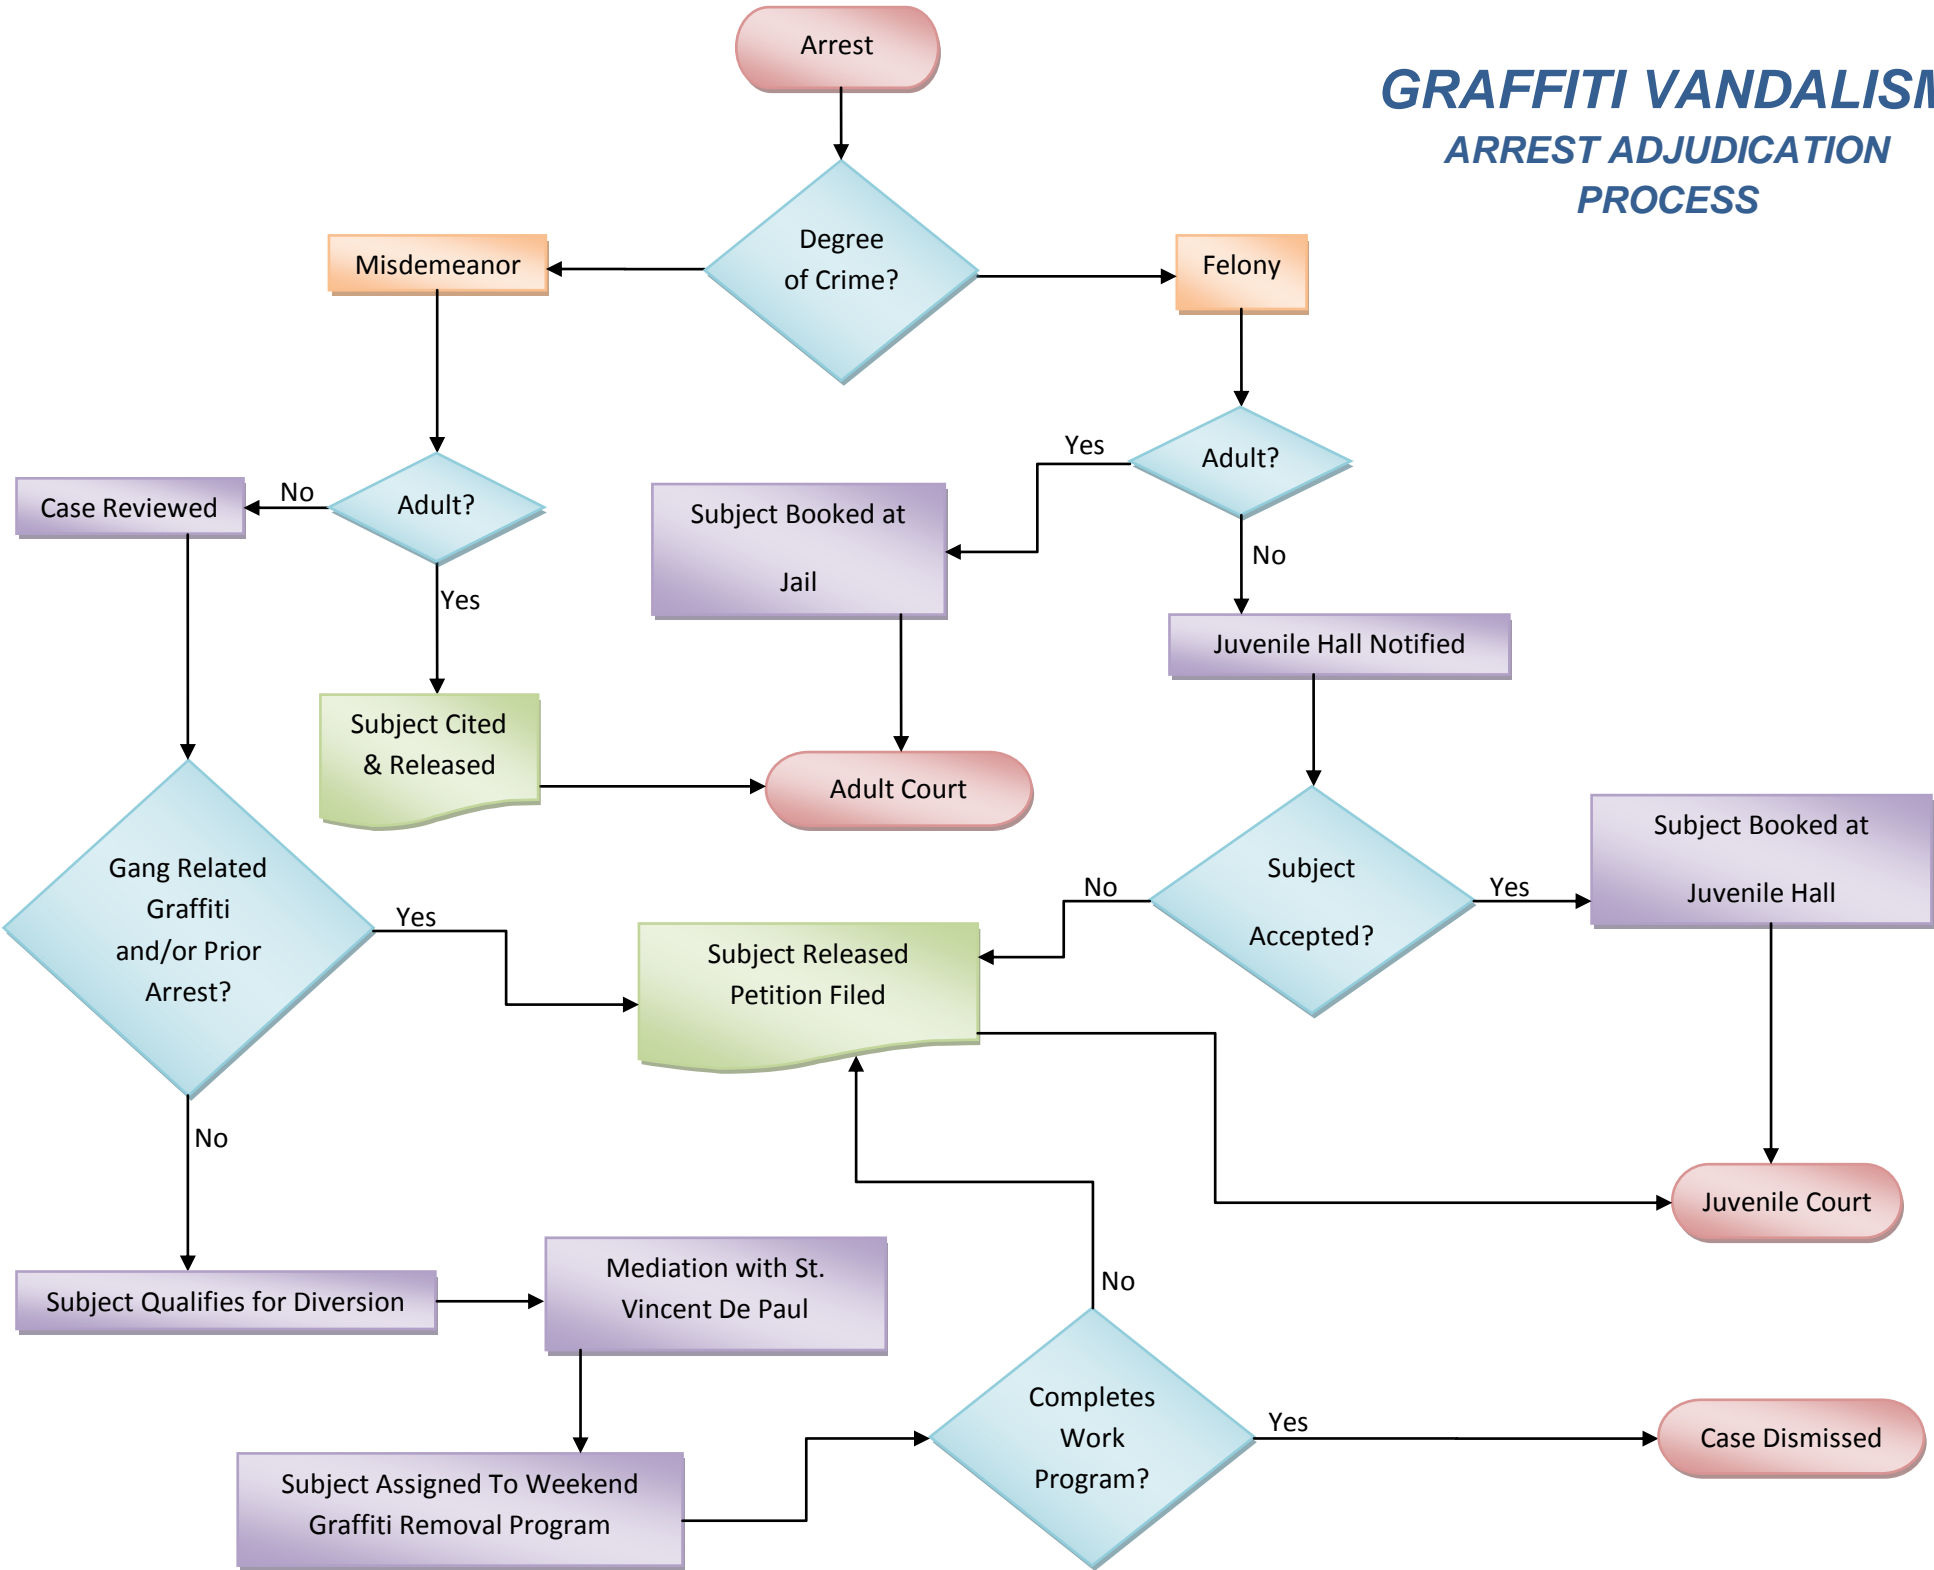 Arrest
GRAFFITI VANDALISM
ARREST ADJUDICATION
PROCESS
Degree
of Crime?
Misdemeanor
Felony
Yes
Adult?
No
Adult?
Case Reviewed
Subject Booked at
Jail
No
Yes
Juvenile Hall Notified
Subject Cited
& Released
Adult Court
Subject Booked at
Juvenile Hall
Gang Related
Graffiti
and/or Prior
Arrest?
Yes
No
Subject
Accepted?
Yes
Subject Released
Petition Filed
No
Juvenile Court
Subject Qualifies for Diversion
Mediation with St.
Vincent De Paul
No
Completes
Work
Program?
Yes
Case Dismissed
Subject Assigned To Weekend
Graffiti Removal Program